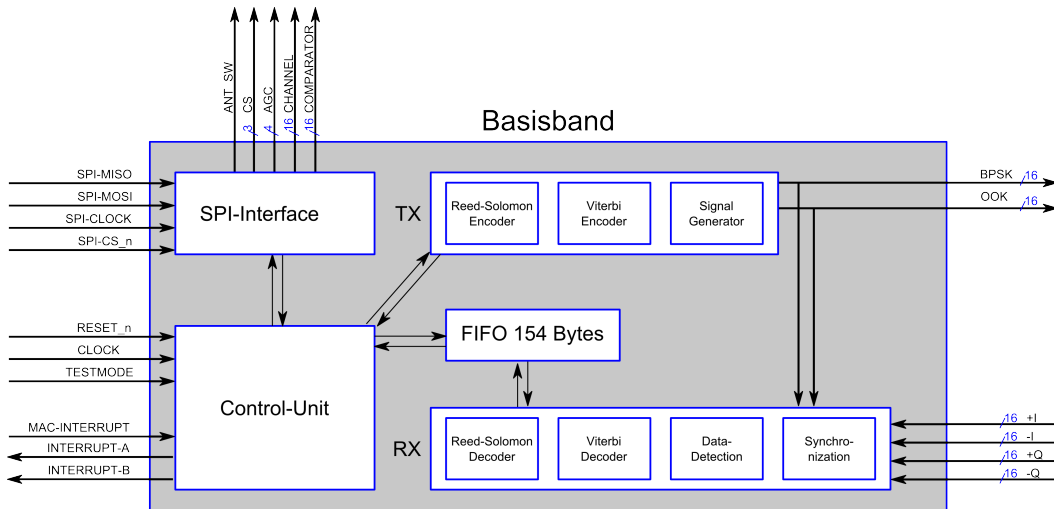 ANT_SW
3 CS
4 AGC
16 CHANNEL
16 COMPARATOR
Basisband
SPI-MISO
SPI-MOSI
SPI-CLOCK
SPI-CS_n
SPI-Interface
TX
Reed-Solomon
Encoder
Viterbi
Encoder
Signal
Generator
BPSK 16
OOK 16
RESET_n
CLOCK
TESTMODE
MAC-INTERRUPT
INTERRUPT-A
INTERRUPT-B
Control-Unit
FIFO 154 Bytes
RX
Reed-Solomon
Decoder
Viterbi
Decoder
Data-
Detection
Synchro-
nization
16 +I
16 -I
16 +Q
16 -Q